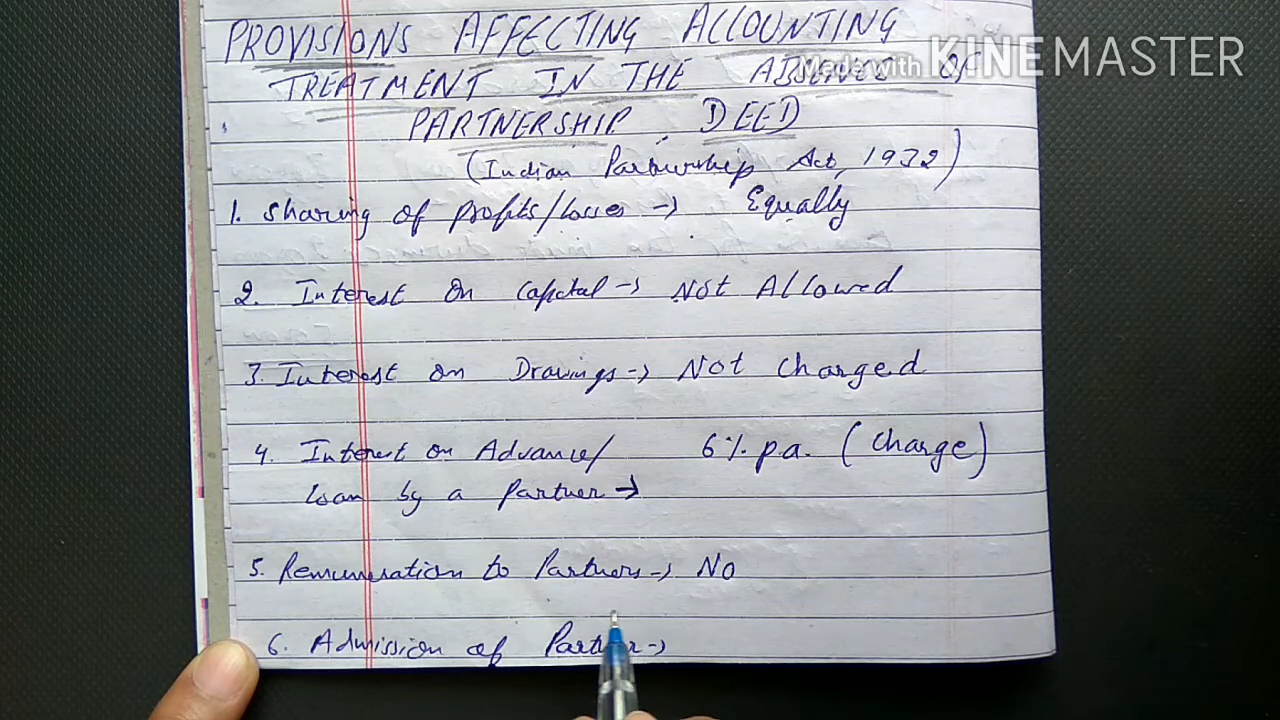 PROVISIONS AFFECTING ACCOUNTING
Made with KINEMASTER
TREATMENT IN THE ABSENCE OF
PARTNERSHIP DEED
(Indian Partnership Act, 1932)
1. Sharing of Profits/Losses → Equally
2. Interest on Capital → Not Allowed
3. Interest on Drawings → Not Charged
4. Interest on Advance/ 6% p.a. (Charge)
Loan by a Partner →
5. Remuneration to Partners → No
6. Admission of Partner →